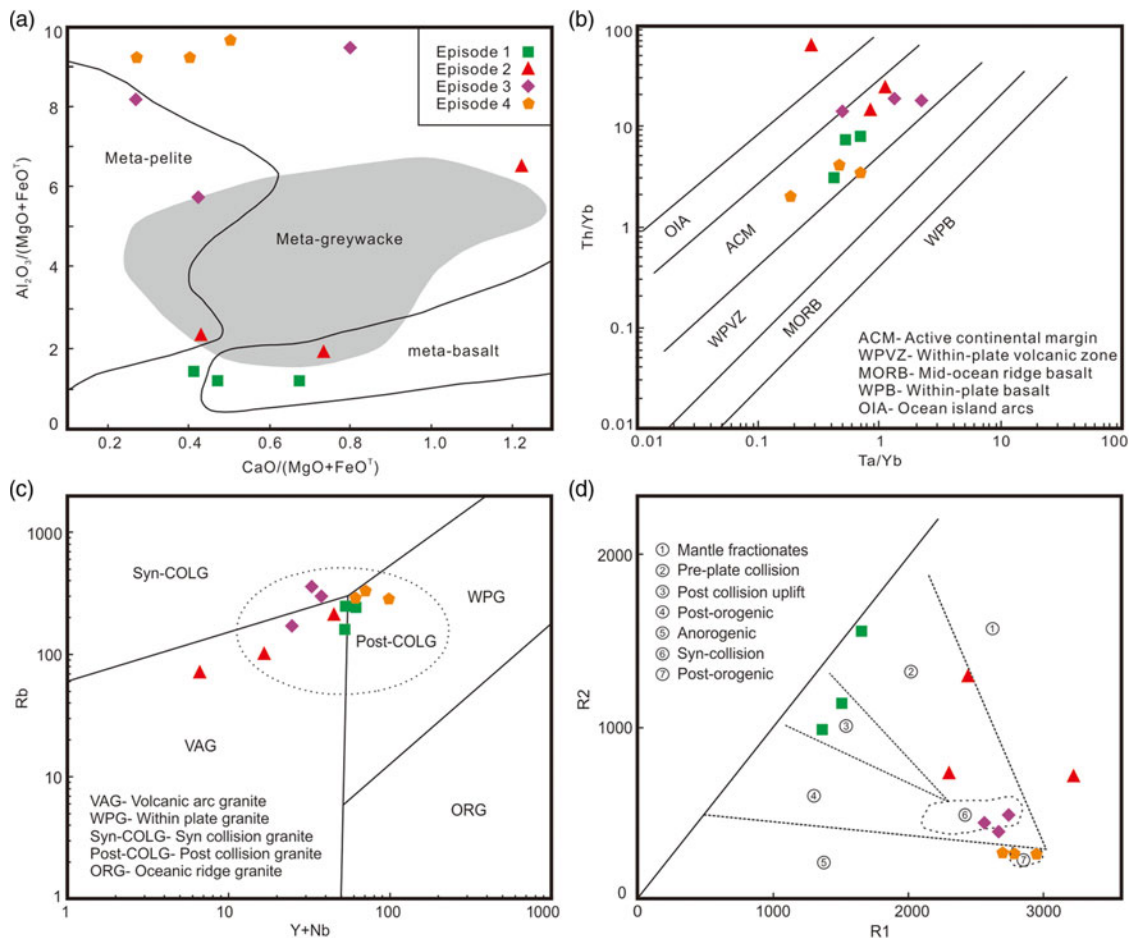 (a)
10
8
6
4
2
0
Al₂O₃/(MgO+FeOᵀ)
0.2
0.4
0.6
0.8
1.0
1.2
CaO/(MgO+FeOᵀ)
Episode 1
Episode 2
Episode 3
Episode 4
Meta-pelite
Meta-greywacke
meta-basalt
(b)
100
10
1
0.1
0.01
Th/Yb
0.01
0.1
1
10
100
Ta/Yb
OIA
ACM
WPVZ
MORB
WPB
ACM- Active continental margin
WPVZ- Within-plate volcanic zone
MORB- Mid-ocean ridge basalt
WPB- Within-plate basalt
OIA- Ocean island arcs
(c)
1000
100
10
1
Rb
1
10
100
1000
Y+Nb
Syn-COLG
WPG
Post-COLG
VAG
ORG
VAG- Volcanic arc granite
WPG- Within plate granite
Syn-COLG- Syn collision granite
Post-COLG- Post collision granite
ORG- Oceanic ridge granite
(d)
2000
1000
0
R2
0
1000
2000
3000
R1
① Mantle fractionates
② Pre-plate collision
③ Post collision uplift
④ Post-orogenic
⑤ Anorogenic
⑥ Syn-collision
⑦ Post-orogenic
①
②
③
④
⑥
⑤
⑦